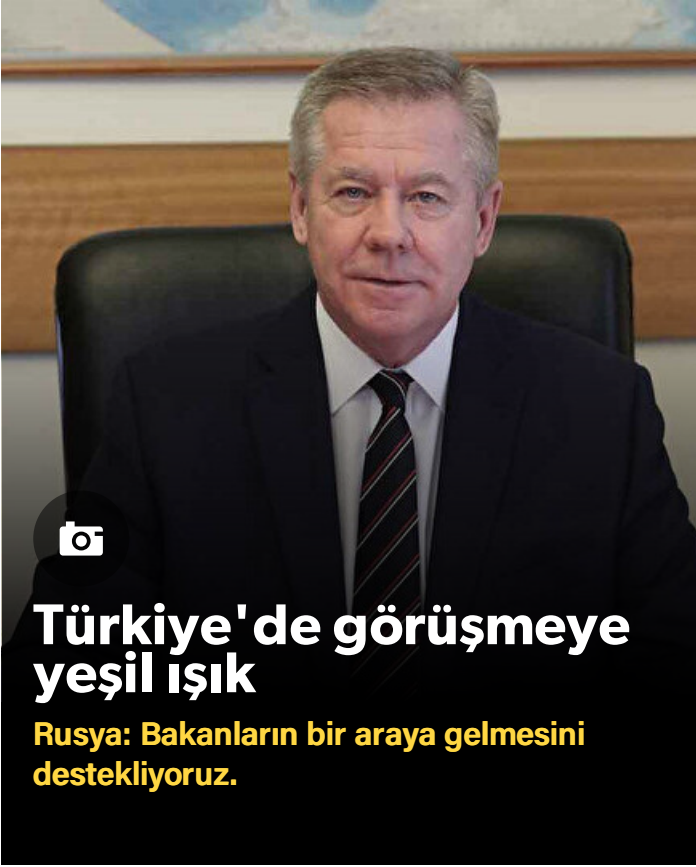 Türkiye'de görüşmeye
yeşil ışık
Rusya: Bakanların bir araya gelmesini
destekliyoruz.